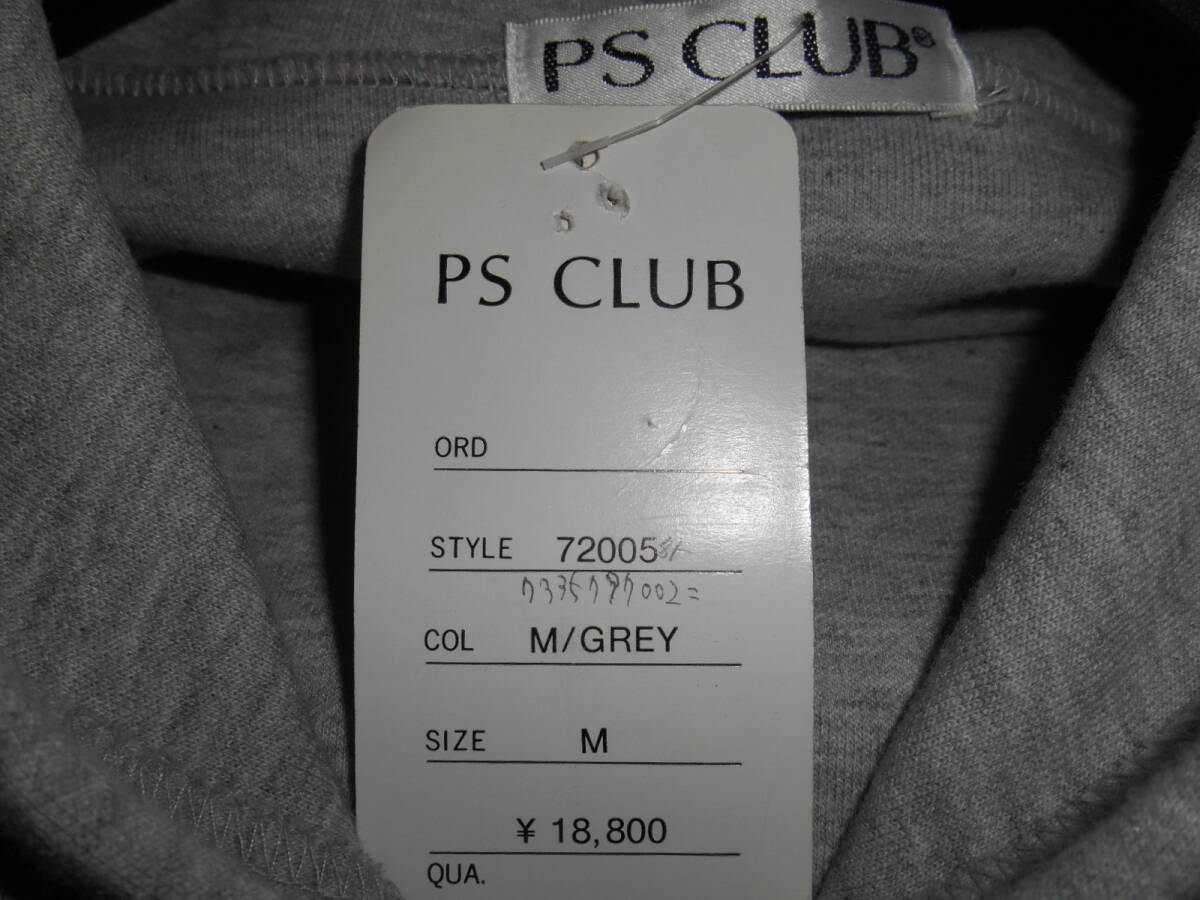 PS CLUB®
PS CLUB
ORD
STYLE 72005
COL M/GREY
SIZE M
¥ 18,800
QUA.